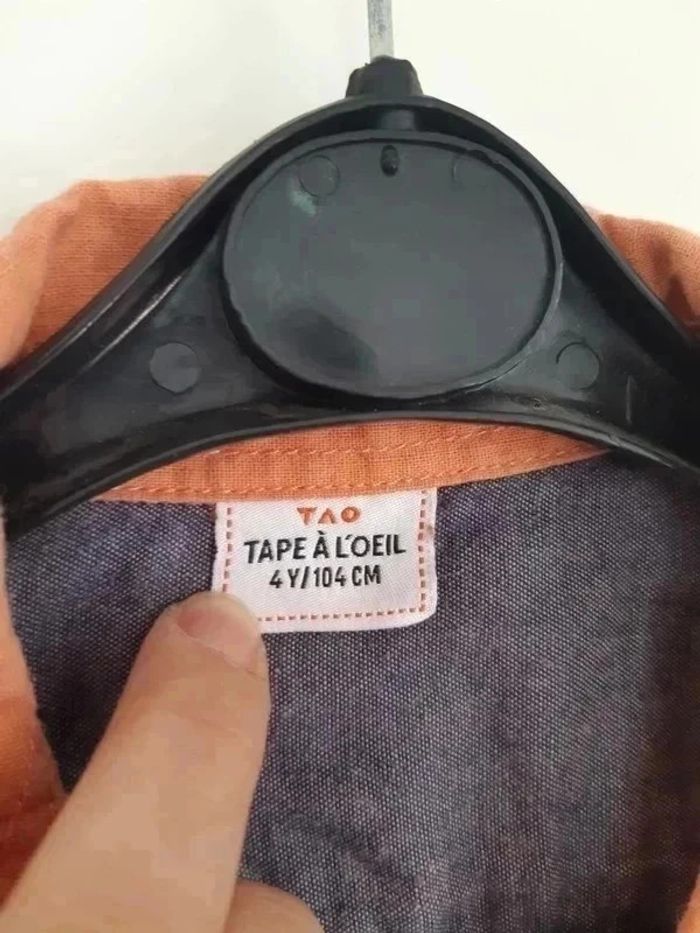 TAO
TAPE À L'OEIL
4 Y/104 CM